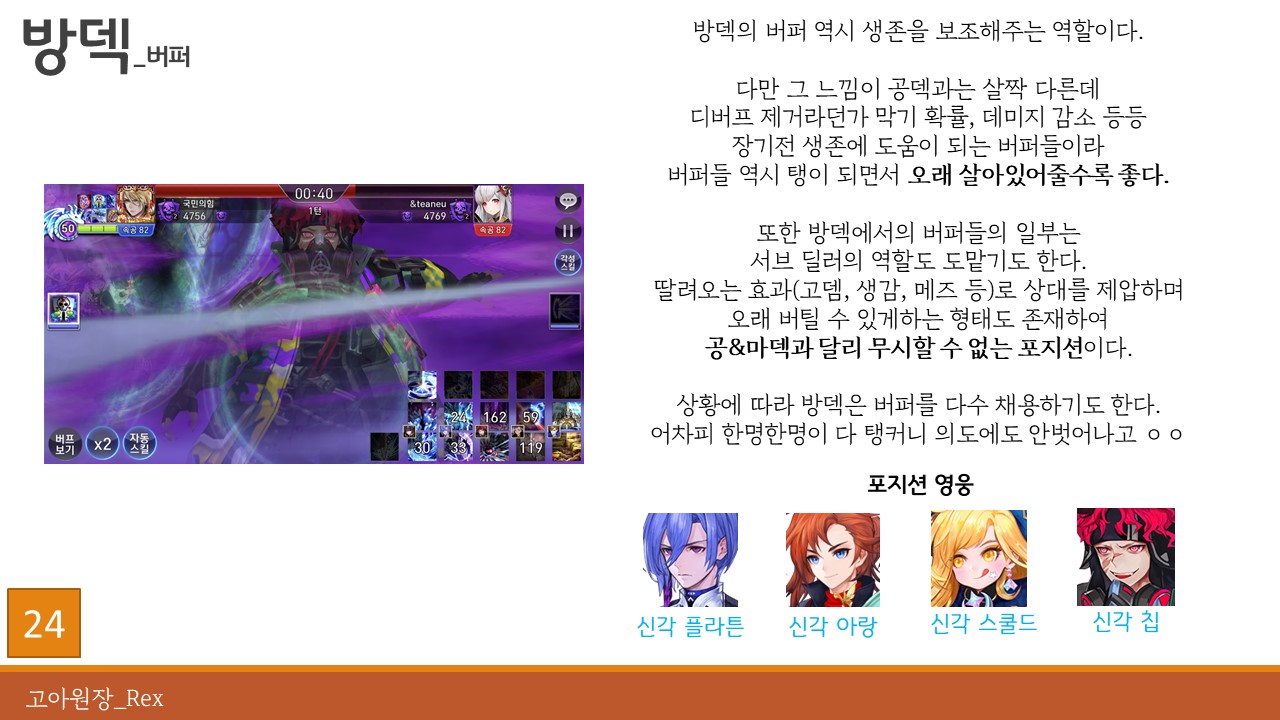 방덱_버퍼
방덱의 버퍼 역시 생존을 보조해주는 역할이다.
다만 그 느낌이 공덱과는 살짝 다른데
디버프 제거라던가 막기 확률, 데미지 감소 등등
장기전 생존에 도움이 되는 버퍼들이라
버퍼들 역시 탱이 되면서 오래 살아있어줄수록 좋다.
또한 방덱에서의 버퍼들의 일부는
서브 딜러의 역할도 도맡기도 한다.
딸려오는 효과(고뎀, 생감, 메즈 등)로 상대를 제압하며
오래 버틸 수 있게하는 형태도 존재하여
공&마덱과 달리 무시할 수 없는 포지션이다.
상황에 따라 방덱은 버퍼를 다수 채용하기도 한다.
어차피 한명한명이 다 탱커니 의도에도 안벗어나고 ㅇㅇ
포지션 영웅
신각 플라튼
신각 아랑
신각 스쿨드
신각 칩
00:40
1턴
국민의힘
4756
속공 82
50
&teaneu
4769
속공 82
각성
스킬
버프
보기
x2
자동
스킬
24
162
59
30
33
119
24
고아원장_Rex